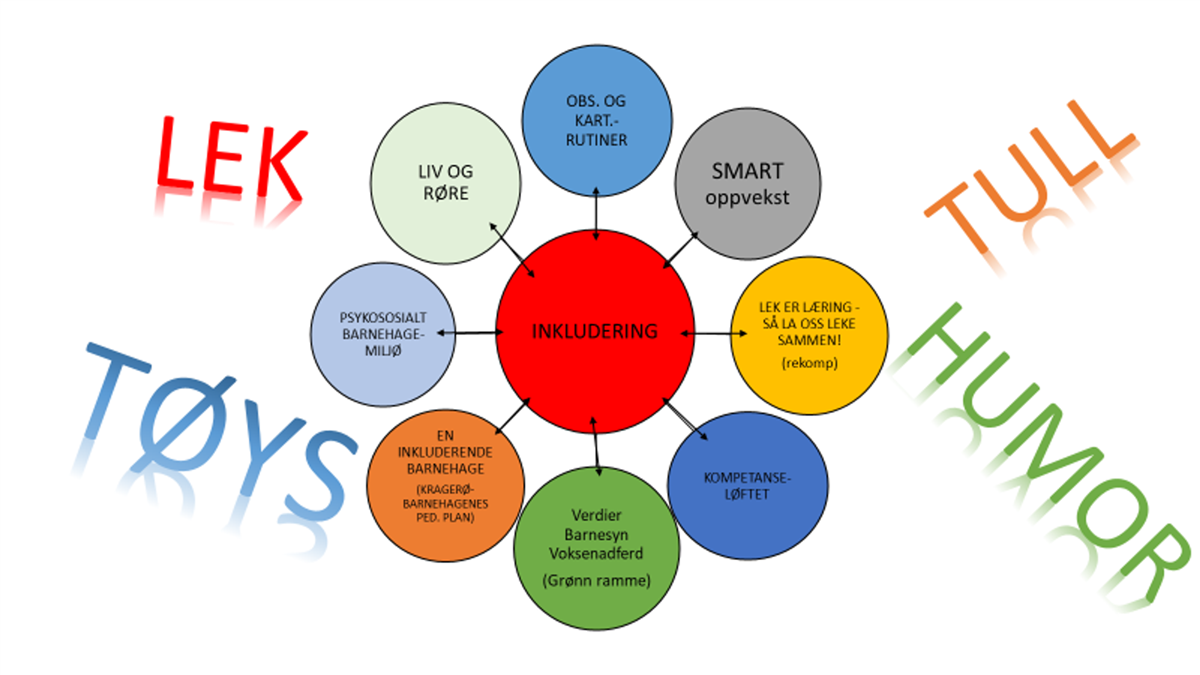 LEK
TØYS
TULL
HUMOR
OBS. OG
KART.-
RUTINER
SMART
oppvekst
LEK ER LÆRING -
SÅ LA OSS LEKE
SAMMEN!
(rekomp)
KOMPETANSE-
LØFTET
Verdier
Barnesyn
Voksenadferd
(Grønn ramme)
EN
INKLUDERENDE
BARNEHAGE
(KRAGERØ-
BARNEHAGENES
PED. PLAN)
PSYKOSOSIALT
BARNEHAGE-
MILJØ
LIV OG
RØRE
INKLUDERING